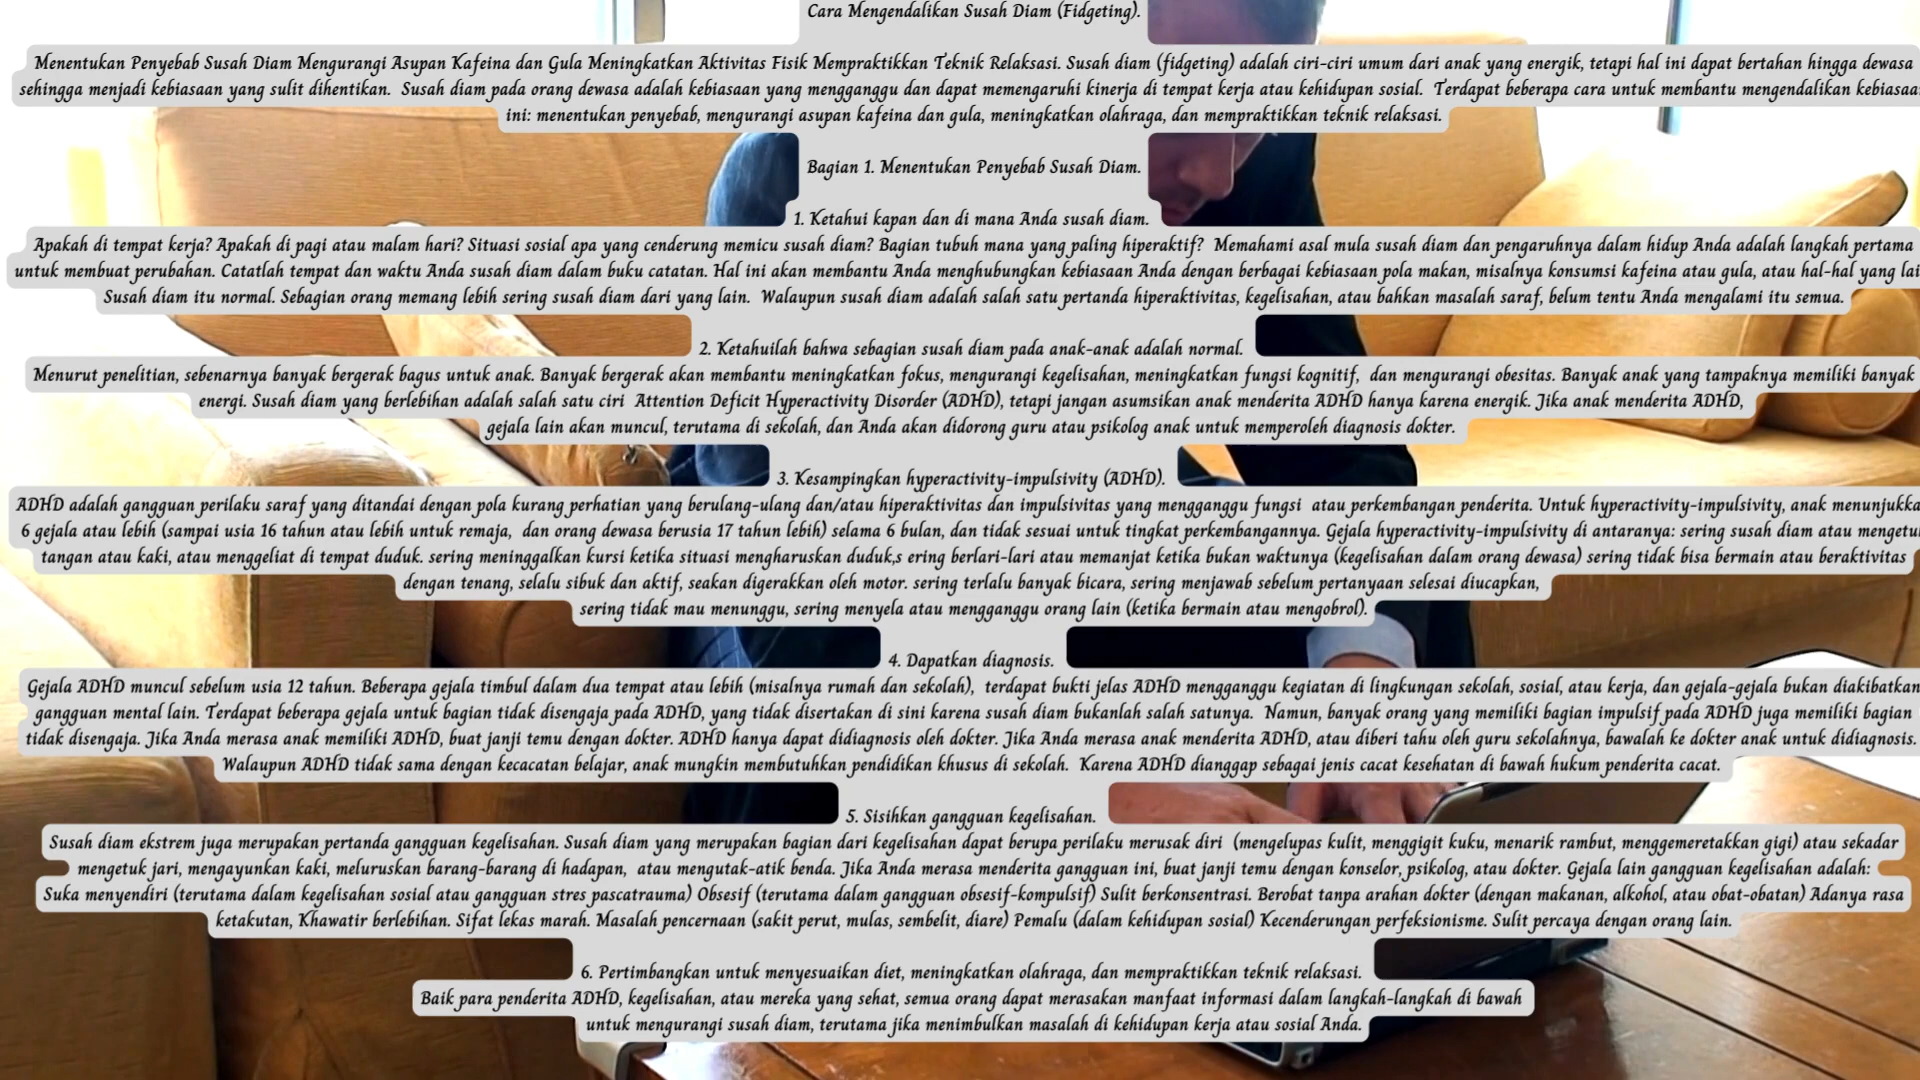 Cara Mengendalikan Susah Diam (Fidgeting).
Menentukan Penyebab Susah Diam Mengurangi Asupan Kafeina dan Gula Meningkatkan Aktivitas Fisik Mempraktikkan Teknik Relaksasi. Susah diam (fidgeting) adalah ciri-ciri umum dari anak yang energik, tetapi hal ini dapat bertahan hingga dewasa
sehingga menjadi kebiasaan yang sulit dihentikan. Susah diam pada orang dewasa adalah kebiasaan yang mengganggu dan dapat memengaruhi kinerja di tempat kerja atau kehidupan sosial. Terdapat beberapa cara untuk membantu mengendalikan kebiasaa
ini: menentukan penyebab, mengurangi asupan kafeina dan gula, meningkatkan olahraga, dan mempraktikkan teknik relaksasi.
Bagian 1. Menentukan Penyebab Susah Diam.
1. Ketahui kapan dan di mana Anda susah diam.
Apakah di tempat kerja? Apakah di pagi atau malam hari? Situasi sosial apa yang cenderung memicu susah diam? Bagian tubuh mana yang paling hiperaktif? Memahami asal mula susah diam dan pengaruhnya dalam hidup Anda adalah langkah pertama
untuk membuat perubahan. Catatlah tempat dan waktu Anda susah diam dalam buku catatan. Hal ini akan membantu Anda menghubungkan kebiasaan Anda dengan berbagai kebiasaan pola makan, misalnya konsumsi kafeina atau gula, atau hal-hal yang lai
Susah diam itu normal. Sebagian orang memang lebih sering susah diam dari yang lain. Walaupun susah diam adalah salah satu pertanda hiperaktivitas, kegelisahan, atau bahkan masalah saraf, belum tentu Anda mengalami itu semua.
2. Ketahuilah bahwa sebagian susah diam pada anak-anak adalah normal.
Menurut penelitian, sebenarnya banyak bergerak bagus untuk anak. Banyak bergerak akan membantu meningkatkan fokus, mengurangi kegelisahan, meningkatkan fungsi kognitif, dan mengurangi obesitas. Banyak anak yang tampaknya memiliki banyak
energi. Susah diam yang berlebihan adalah salah satu ciri Attention Deficit Hyperactivity Disorder (ADHD), tetapi jangan asumsikan anak menderita ADHD hanya karena energik. Jika anak menderita ADHD,
gejala lain akan muncul, terutama di sekolah, dan Anda akan didorong guru atau psikolog anak untuk memperoleh diagnosis dokter.
3. Kesampingkan hyperactivity-impulsivity (ADHD).
ADHD adalah gangguan perilaku saraf yang ditandai dengan pola kurang perhatian yang berulang-ulang dan/atau hiperaktivitas dan impulsivitas yang mengganggu fungsi atau perkembangan penderita. Untuk hyperactivity-impulsivity, anak menunjukka
6 gejala atau lebih (sampai usia 16 tahun atau lebih untuk remaja, dan orang dewasa berusia 17 tahun lebih) selama 6 bulan, dan tidak sesuai untuk tingkat perkembangannya. Gejala hyperactivity-impulsivity di antaranya: sering susah diam atau mengetu
tangan atau kaki, atau menggeliat di tempat duduk. sering meninggalkan kursi ketika situasi mengharuskan duduk,s ering berlari-lari atau memanjat ketika bukan waktunya (kegelisahan dalam orang dewasa) sering tidak bisa bermain atau beraktivitas
dengan tenang, selalu sibuk dan aktif, seakan digerakkan oleh motor. sering terlalu banyak bicara, sering menjawab sebelum pertanyaan selesai diucapkan,
sering tidak mau menunggu, sering menyela atau mengganggu orang lain (ketika bermain atau mengobrol).
4. Dapatkan diagnosis.
Gejala ADHD muncul sebelum usia 12 tahun. Beberapa gejala timbul dalam dua tempat atau lebih (misalnya rumah dan sekolah), terdapat bukti jelas ADHD mengganggu kegiatan di lingkungan sekolah, sosial, atau kerja, dan gejala-gejala bukan diakibatkan
gangguan mental lain. Terdapat beberapa gejala untuk bagian tidak disengaja pada ADHD, yang tidak disertakan di sini karena susah diam bukanlah salah satunya. Namun, banyak orang yang memiliki bagian impulsif pada ADHD juga memiliki bagian
tidak disengaja. Jika Anda merasa anak memiliki ADHD, buat janji temu dengan dokter. ADHD hanya dapat didiagnosis oleh dokter. Jika Anda merasa anak menderita ADHD, atau diberi tahu oleh guru sekolahnya, bawalah ke dokter anak untuk didiagnosis.
Walaupun ADHD tidak sama dengan kecacatan belajar, anak mungkin membutuhkan pendidikan khusus di sekolah. Karena ADHD dianggap sebagai jenis cacat kesehatan di bawah hukum penderita cacat.
5. Sisihkan gangguan kegelisahan.
Susah diam ekstrem juga merupakan pertanda gangguan kegelisahan. Susah diam yang merupakan bagian dari kegelisahan dapat berupa perilaku merusak diri (mengelupas kulit, menggigit kuku, menarik rambut, menggemeretakkan gigi) atau sekadar
mengetuk jari, mengayunkan kaki, meluruskan barang-barang di hadapan, atau mengutak-atik benda. Jika Anda merasa menderita gangguan ini, buat janji temu dengan konselor, psikolog, atau dokter. Gejala lain gangguan kegelisahan adalah:
Suka menyendiri (terutama dalam kegelisahan sosial atau gangguan stres pascatrauma) Obsesif (terutama dalam gangguan obsesif-kompulsif) Sulit berkonsentrasi. Berobat tanpa arahan dokter (dengan makanan, alkohol, atau obat-obatan) Adanya rasa
ketakutan, Khawatir berlebihan. Sifat lekas marah. Masalah pencernaan (sakit perut, mulas, sembelit, diare) Pemalu (dalam kehidupan sosial) Kecenderungan perfeksionisme. Sulit percaya dengan orang lain.
6. Pertimbangkan untuk menyesuaikan diet, meningkatkan olahraga, dan mempraktikkan teknik relaksasi.
Baik para penderita ADHD, kegelisahan, atau mereka yang sehat, semua orang dapat merasakan manfaat informasi dalam langkah-langkah di bawah
untuk mengurangi susah diam, terutama jika menimbulkan masalah di kehidupan kerja atau sosial Anda.